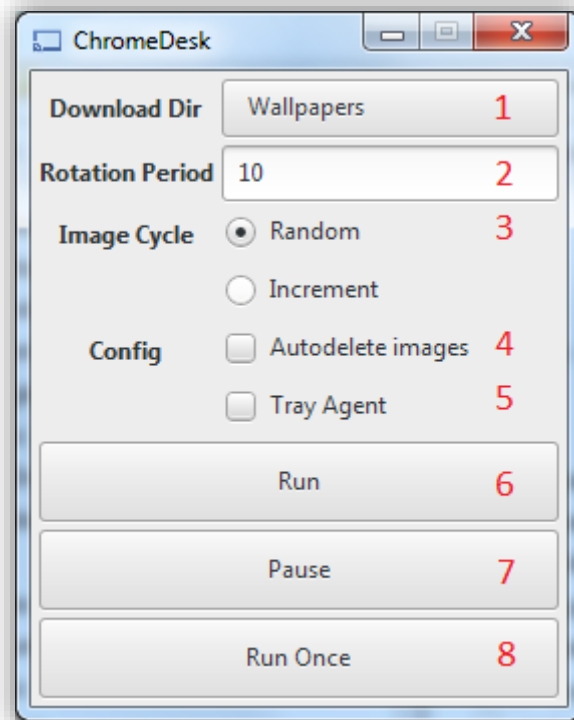 ChromeDesk
Download Dir Wallpapers 1
Rotation Period 10 2
Image Cycle Random 3
Increment
Config Autodelete images 4
Tray Agent 5
Run 6
Pause 7
Run Once 8